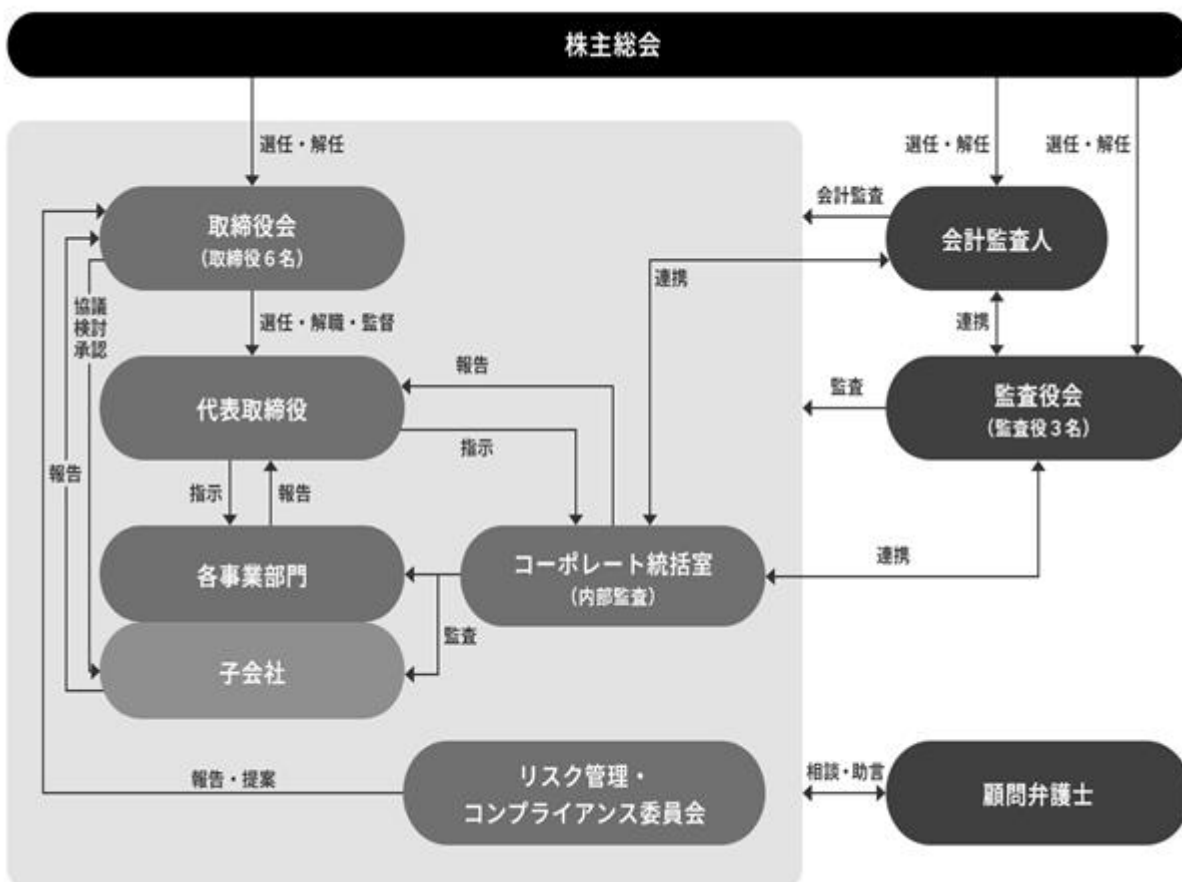 株主総会
選任・解任
選任・解任
選任・解任
取締役会
（取締役6名）
会計監査
会計監査人
連携
協議
検討
承認
選任・解職・監督
連携
報告
代表取締役
監査
監査役会
（監査役3名）
指示
報告
指示
報告
各事業部門
コーポレート統括室
（内部監査）
連携
監査
子会社
報告・提案
リスク管理・
コンプライアンス委員会
相談・助言
顧問弁護士